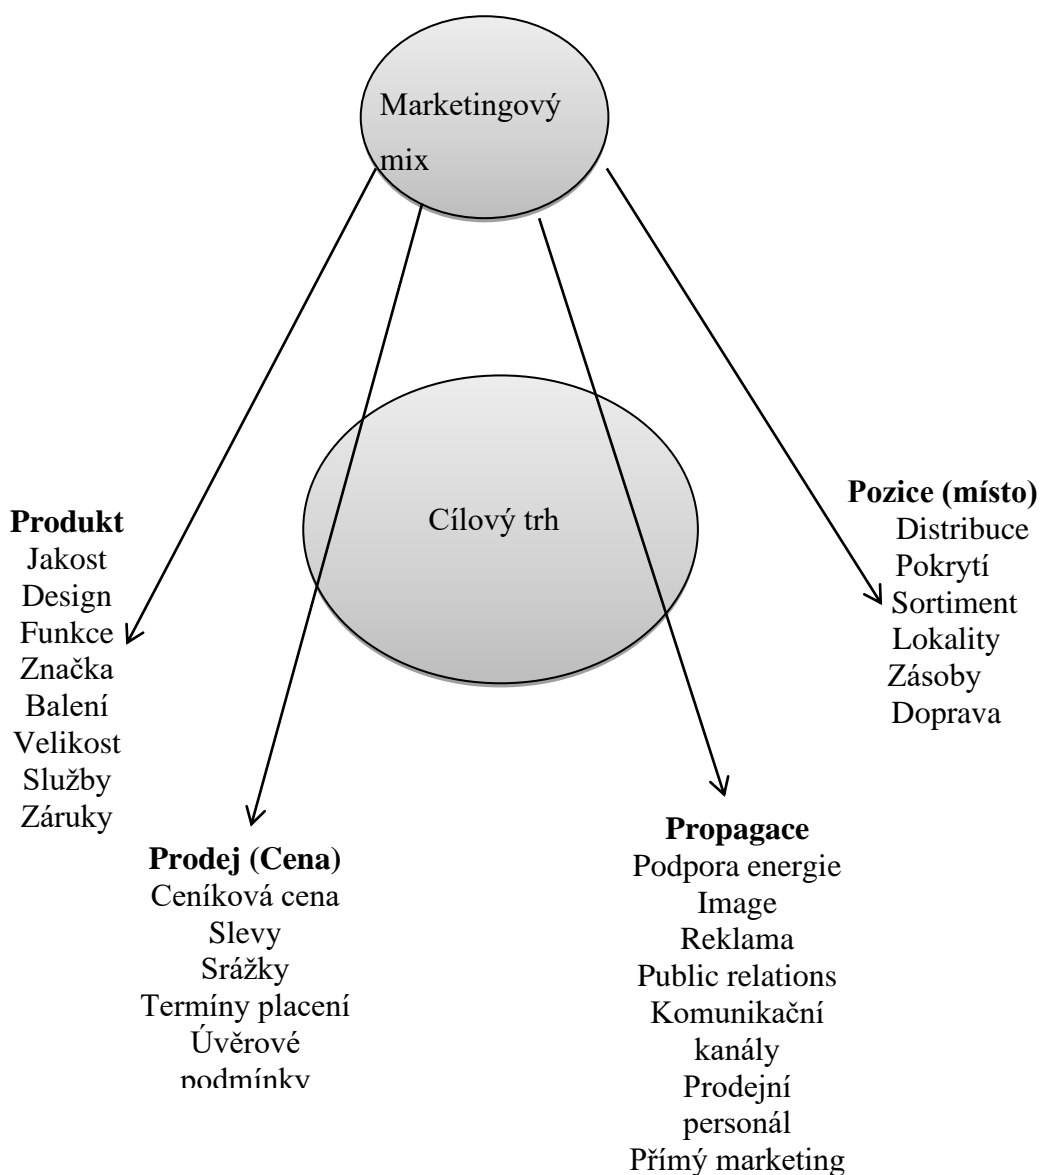 Marketingový
mix
Cílový trh
Produkt
Jakost
Design
Funkce
Značka
Balení
Velikost
Služby
Záruky
Prodej (Cena)
Ceníková cena
Slevy
Srážky
Termíny placení
Úvěrové
podmínky
Propagace
Podpora energie
Image
Reklama
Public relations
Komunikační
kanály
Prodejní
personál
Přímý marketing
Pozice (místo)
Distribuce
Pokrytí
Sortiment
Lokality
Zásoby
Doprava